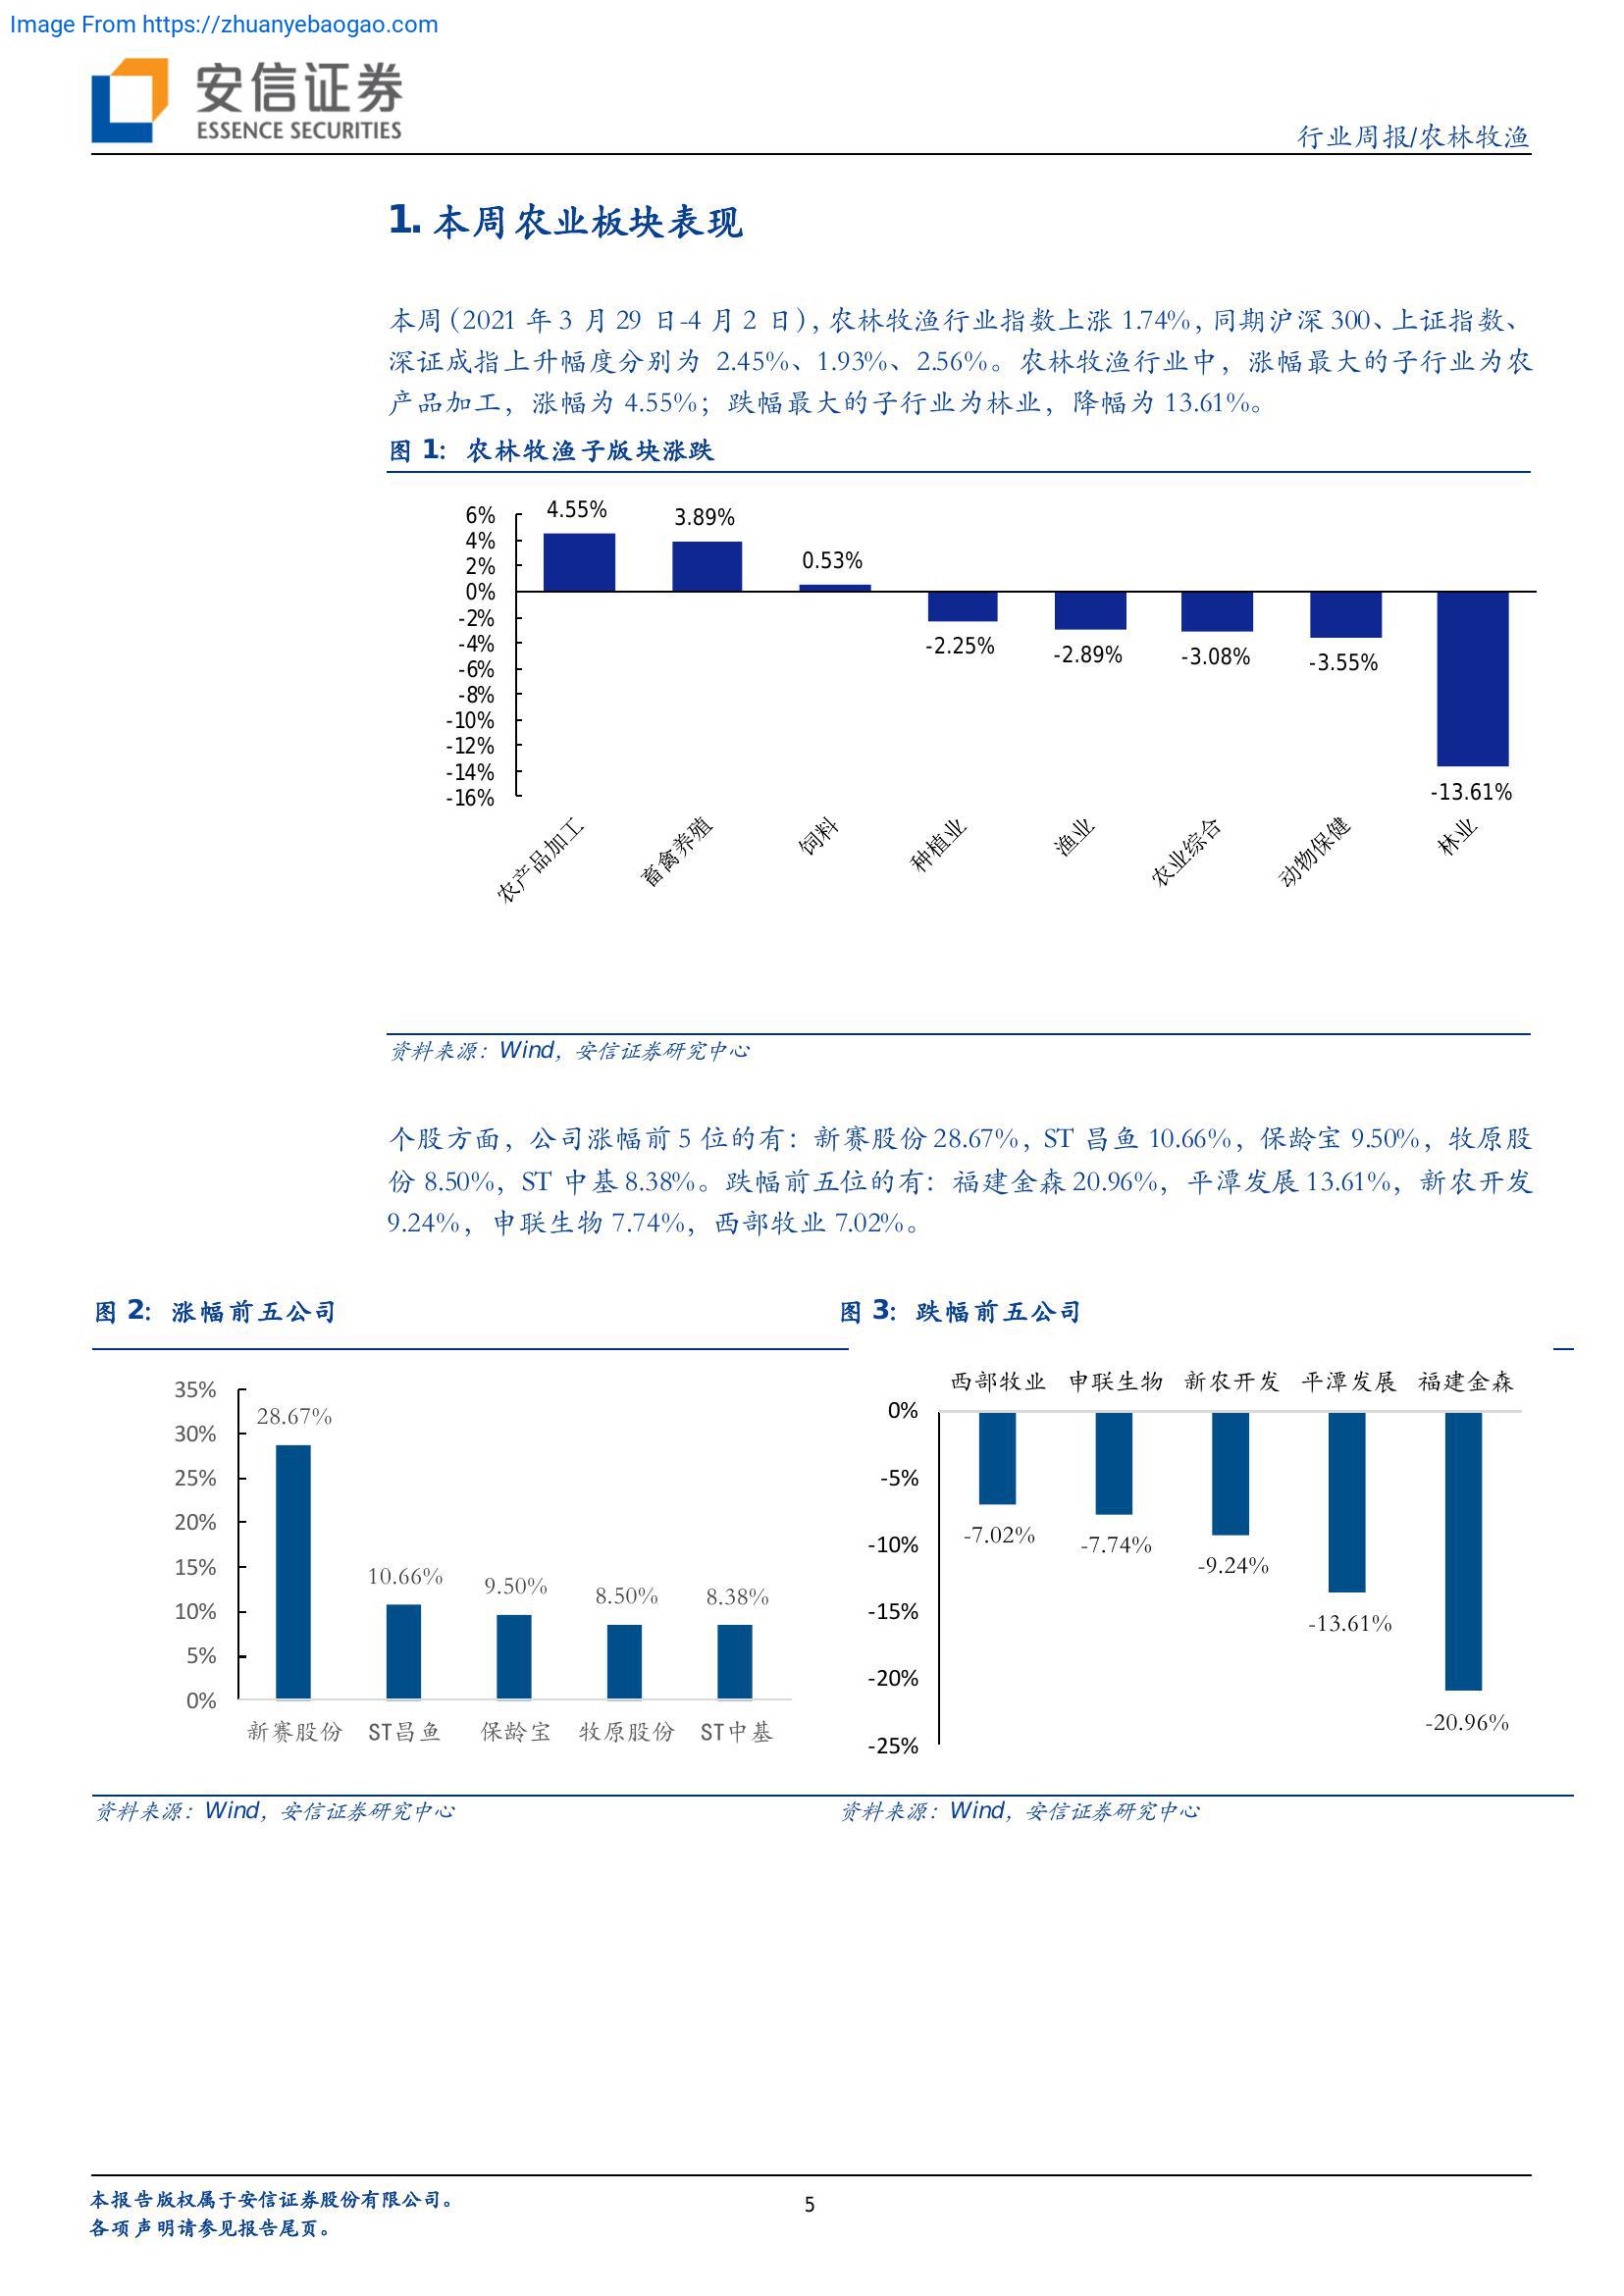 Image From https://zhuanyebaogao.com
安信证券
ESSENCE SECURITIES
行业周报/农林牧渔
1. 本周农业板块表现
本周(2021 年 3 月 29 日-4 月 2 日)，农林牧渔行业指数上涨 1.74%，同期沪深 300、上证指数、
深证成指上升幅度分别为 2.45%、1.93%、2.56%。农林牧渔行业中，涨幅最大的子行业为农
产品加工，涨幅为 4.55%；跌幅最大的子行业为林业，降幅为 13.61%。
图 1： 农林牧渔子版块涨跌
6%
4%
2%
0%
-2%
-4%
-6%
-8%
-10%
-12%
-14%
-16%
4.55%
3.89%
0.53%
-2.25%
-2.89%
-3.08%
-3.55%
-13.61%
农产品加工
畜禽养殖
饲料
种植业
渔业
农业综合
动物保健
林业
资料来源：Wind，安信证券研究中心
个股方面，公司涨幅前 5 位的有：新赛股份 28.67%，ST 昌鱼 10.66%，保龄宝 9.50%，牧原股
份 8.50%，ST 中基 8.38%。跌幅前五位的有：福建金森 20.96%，平潭发展 13.61%，新农开发
9.24%，申联生物 7.74%，西部牧业 7.02%。
图 2： 涨幅前五公司
35%
30%
25%
20%
15%
10%
5%
0%
28.67%
10.66%
9.50%
8.50%
8.38%
新赛股份 ST昌鱼 保龄宝 牧原股份 ST中基
资料来源：Wind，安信证券研究中心
图 3： 跌幅前五公司
西部牧业 申联生物 新农开发 平潭发展 福建金森
0%
-5%
-10%
-15%
-20%
-25%
-7.02%
-7.74%
-9.24%
-13.61%
-20.96%
资料来源：Wind，安信证券研究中心
本报告版权属于安信证券股份有限公司。
各项声明请参见报告尾页。
5